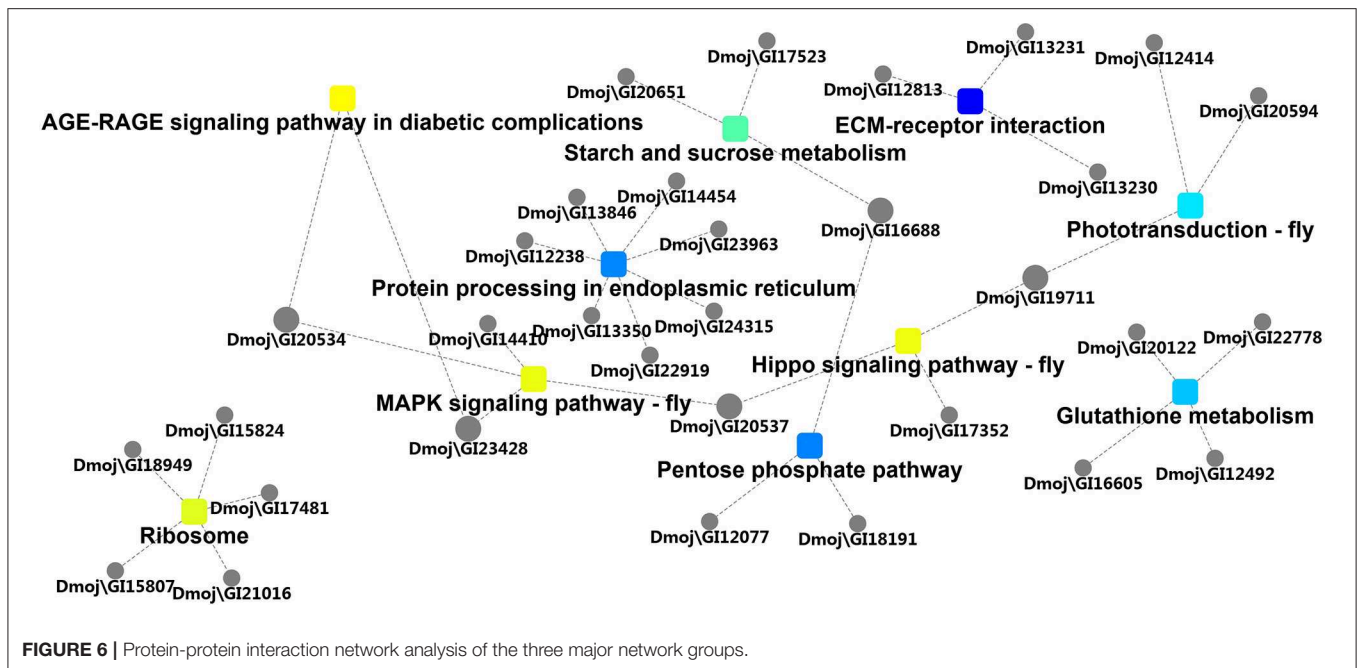 Dmoj\GI13231
Dmoj\GI17523
Dmoj\GI12414
Dmoj\GI12813
Dmoj\GI20651
Dmoj\GI20594
AGE-RAGE signaling pathway in diabetic complications
ECM-receptor interaction
Starch and sucrose metabolism
Dmoj\GI13230
Dmoj\GI14454
Dmoj\GI13846
Dmoj\GI16688
Phototransduction - fly
Dmoj\GI23963
Dmoj\GI12238
Protein processing in endoplasmic reticulum
Dmoj\GI19711
Dmoj\GI24315
Dmoj\GI13350
Dmoj\GI20534
Dmoj\GI14410
Dmoj\GI22778
Dmoj\GI20122
Hippo signaling pathway - fly
Dmoj\GI22919
MAPK signaling pathway - fly
Glutathione metabolism
Dmoj\GI20537
Dmoj\GI17352
Dmoj\GI15824
Dmoj\GI23428
Dmoj\GI18949
Pentose phosphate pathway
Dmoj\GI12492
Dmoj\GI16605
Dmoj\GI17481
Ribosome
Dmoj\GI12077
Dmoj\GI18191
Dmoj\GI15807
Dmoj\GI21016
FIGURE 6 | Protein-protein interaction network analysis of the three major network groups.